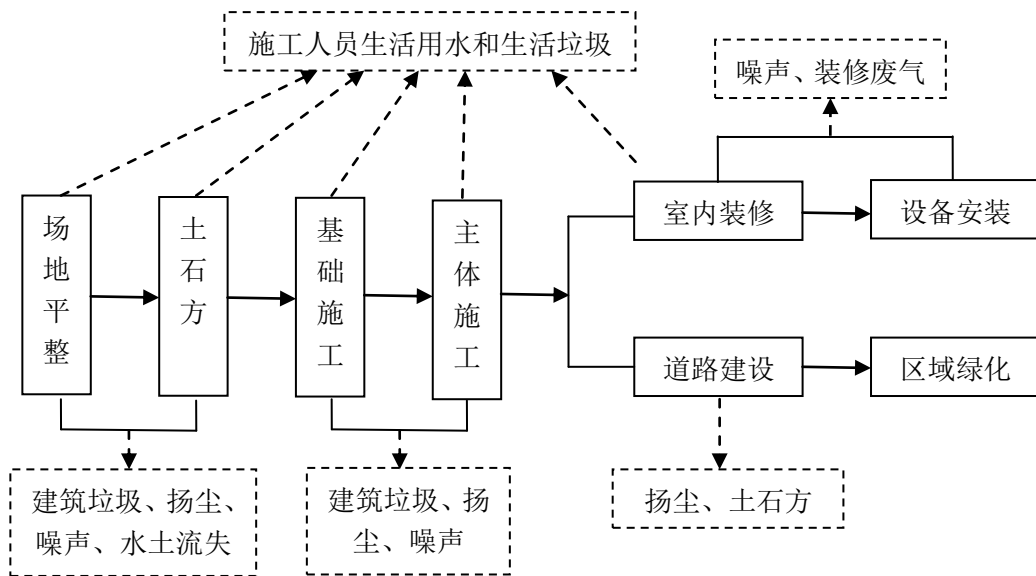 施工人员生活用水和生活垃圾
噪声、装修废气
场地平整
土石方
基础施工
主体施工
室内装修
设备安装
道路建设
区域绿化
建筑垃圾、扬尘、
噪声、水土流失
建筑垃圾、扬
尘、噪声
扬尘、土石方